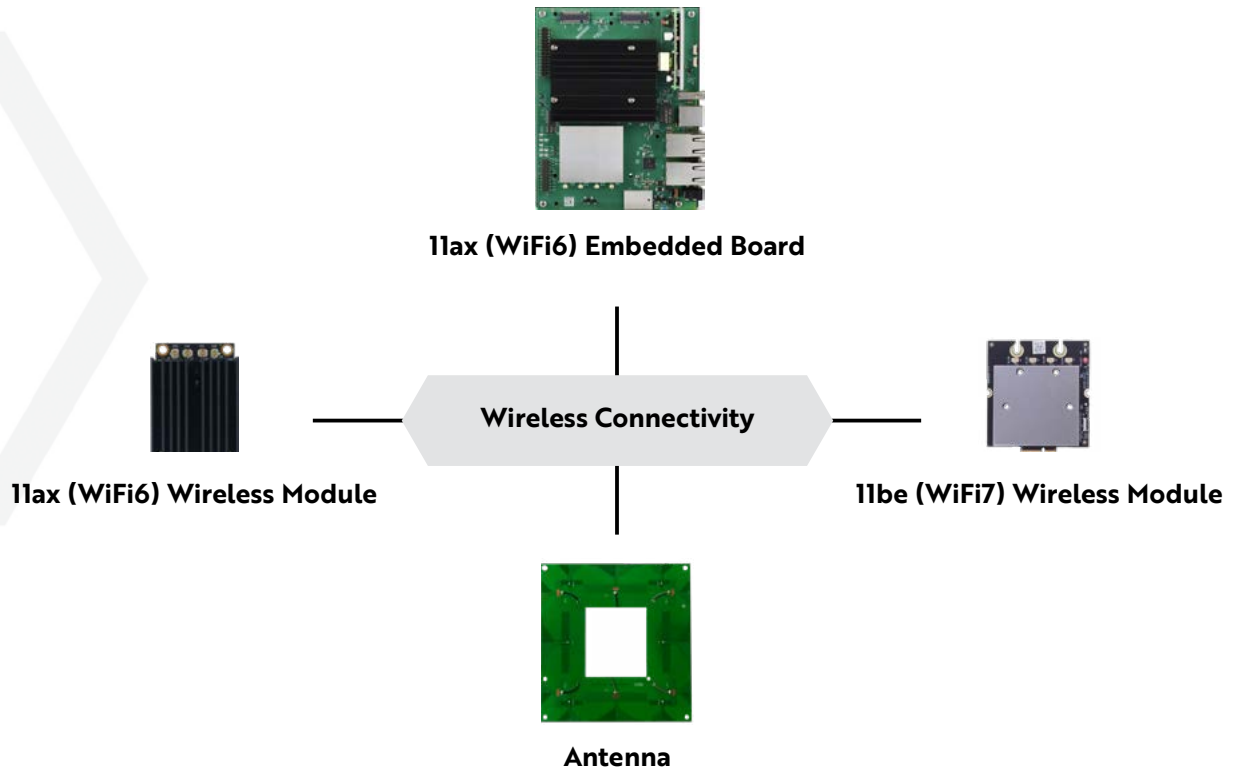 11ax (WiFi6) Embedded Board
Wireless Connectivity
11ax (WiFi6) Wireless Module
11be (WiFi7) Wireless Module
Antenna